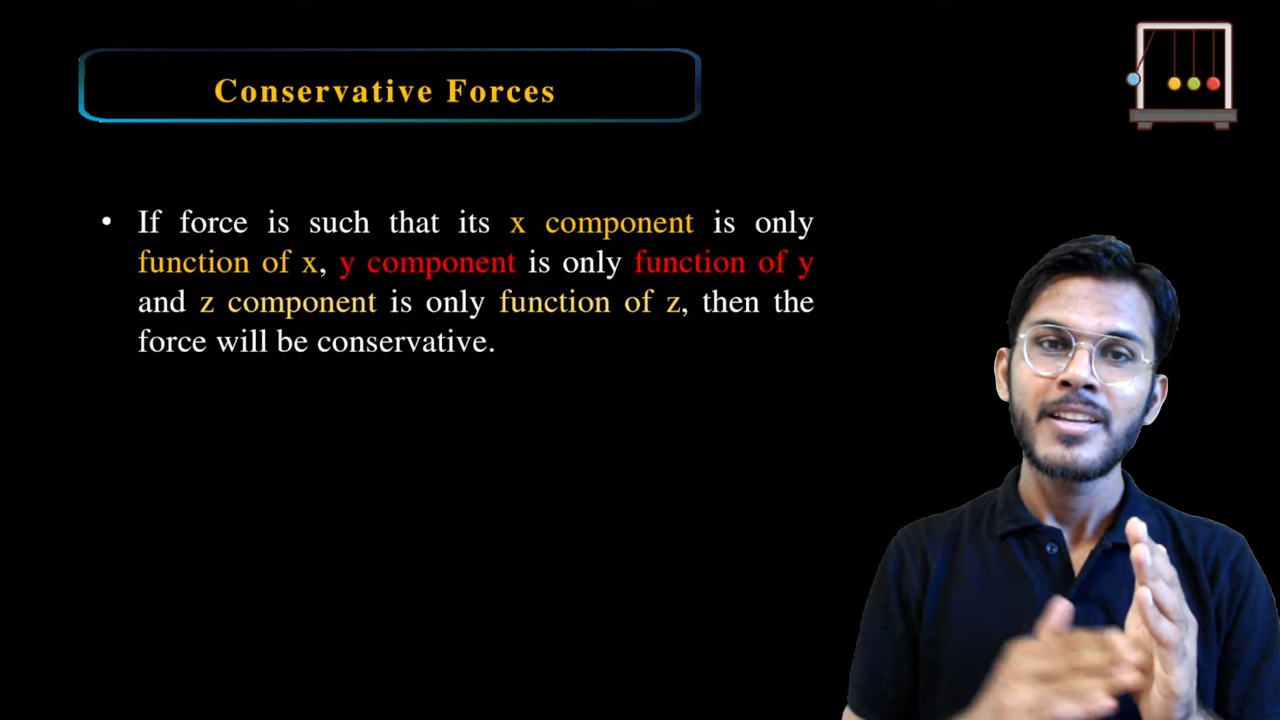 Conservative Forces
• If force is such that its x component is only
function of x, y component is only function of y
and z component is only function of z, then the
force will be conservative.